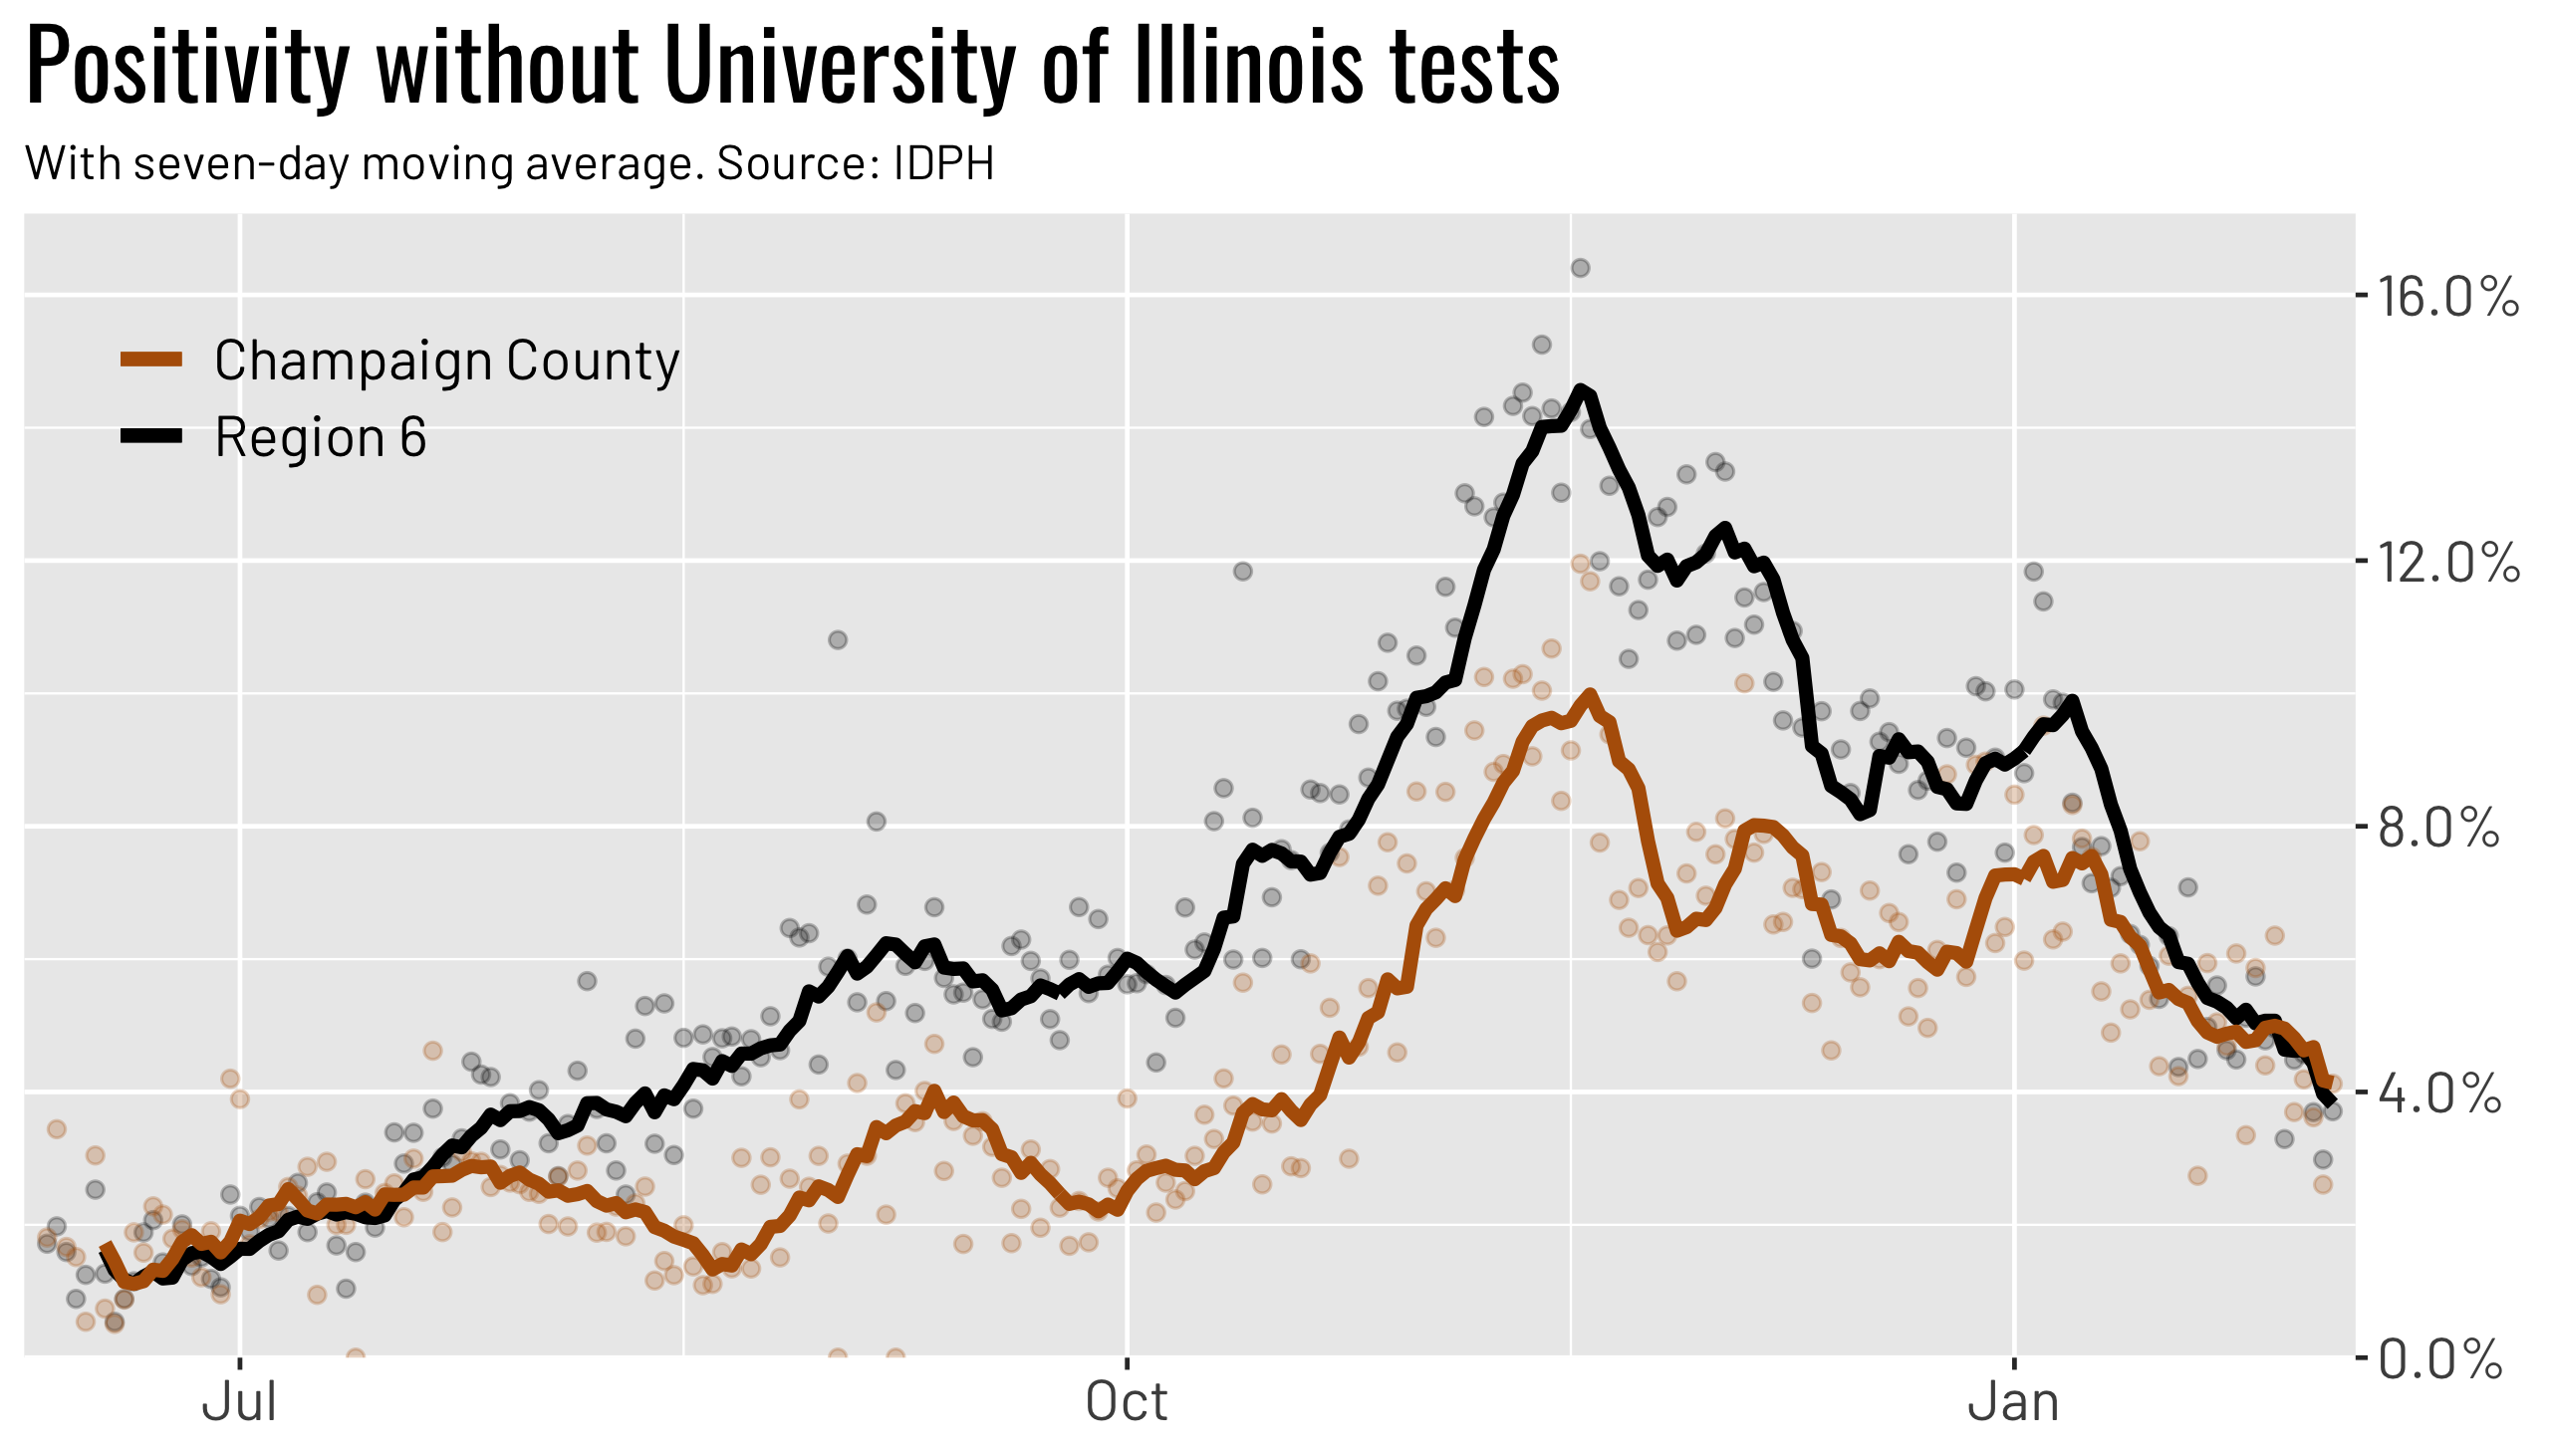 Positivity without University of Illinois tests
With seven-day moving average. Source: IDPH
Champaign County
Region 6
16.0%
12.0%
8.0%
4.0%
0.0%
Jul Oct Jan